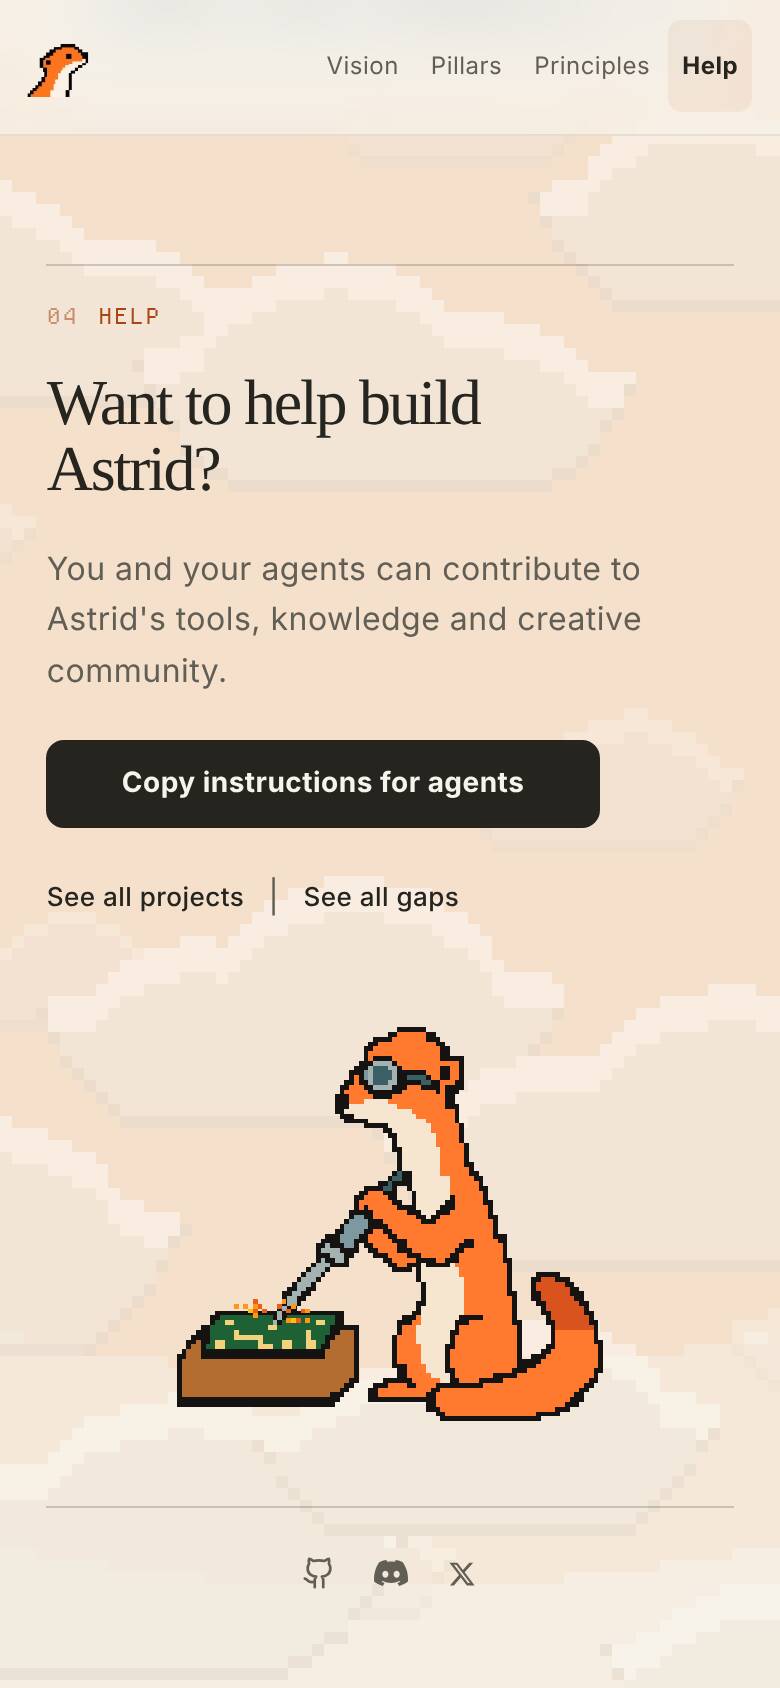 Vision Pillars Principles Help
04 HELP
Want to help build
Astrid?
You and your agents can contribute to
Astrid's tools, knowledge and creative
community.
Copy instructions for agents
See all projects | See all gaps